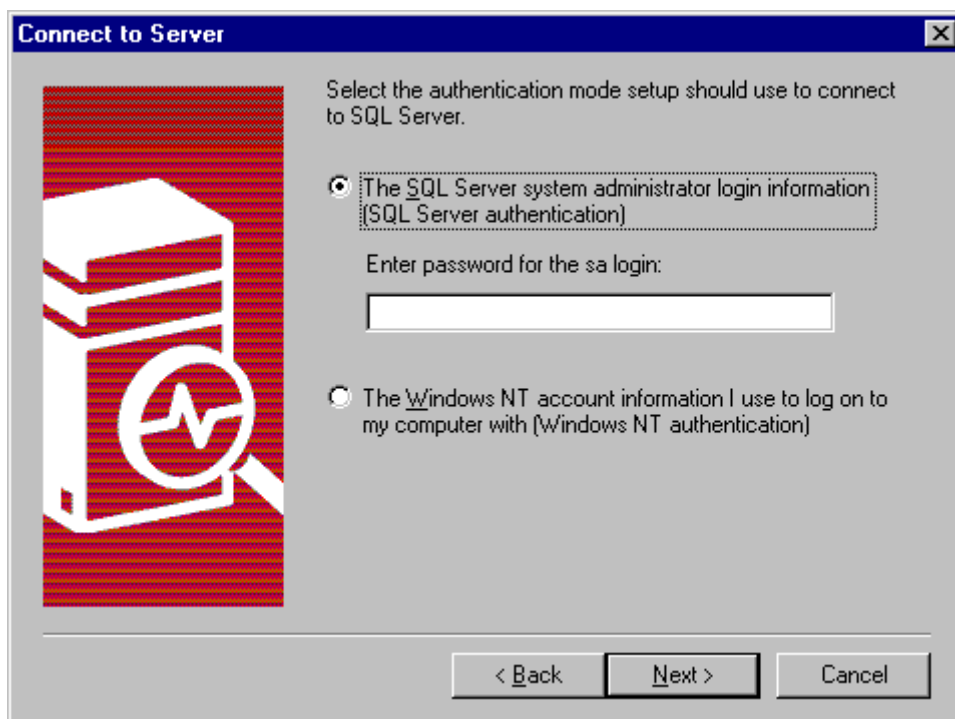 Connect to Server
Select the authentication mode setup should use to connect
to SQL Server.
The SQL Server system administrator login information
(SQL Server authentication)
Enter password for the sa login:
The Windows NT account information I use to log on to
my computer with (Windows NT authentication)
< Back
Next >
Cancel